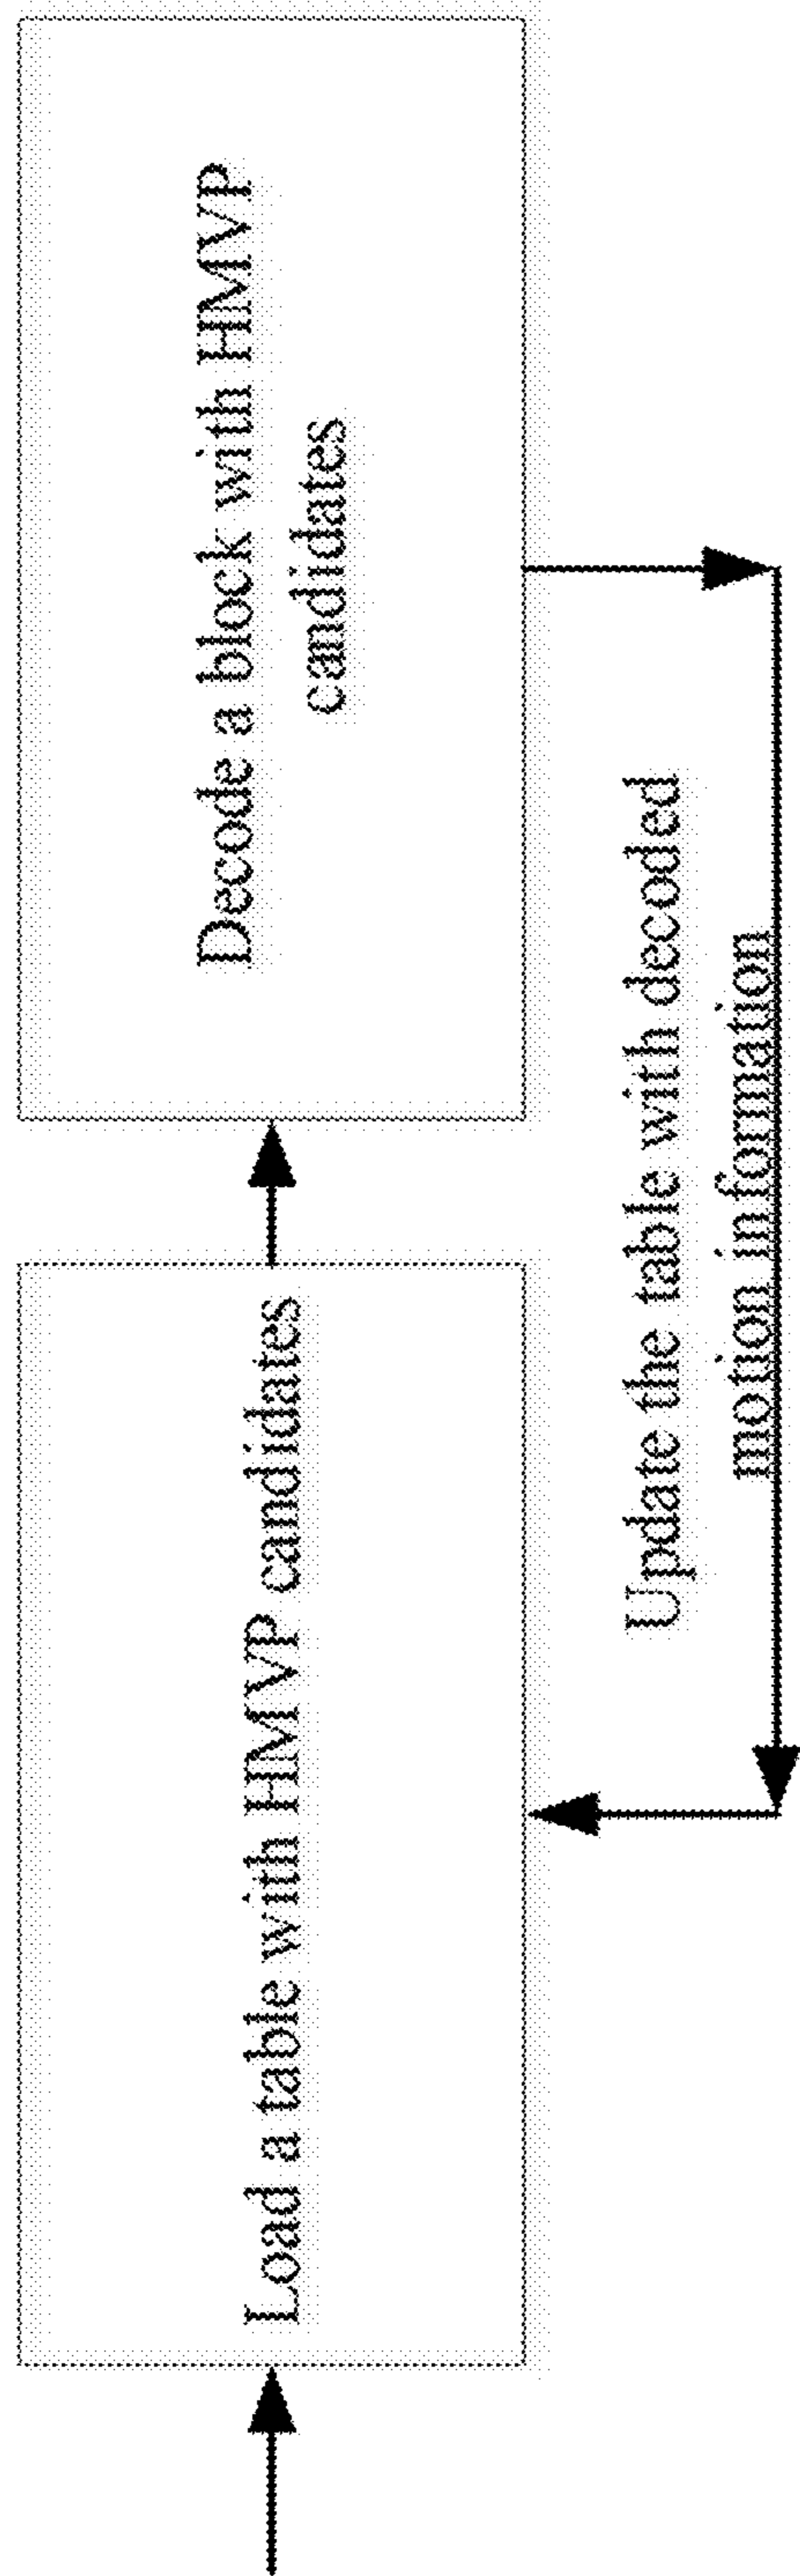 Load a table with HMVP candidates
Decode a block with HMVP
candidates
Update the table with decoded
motion information